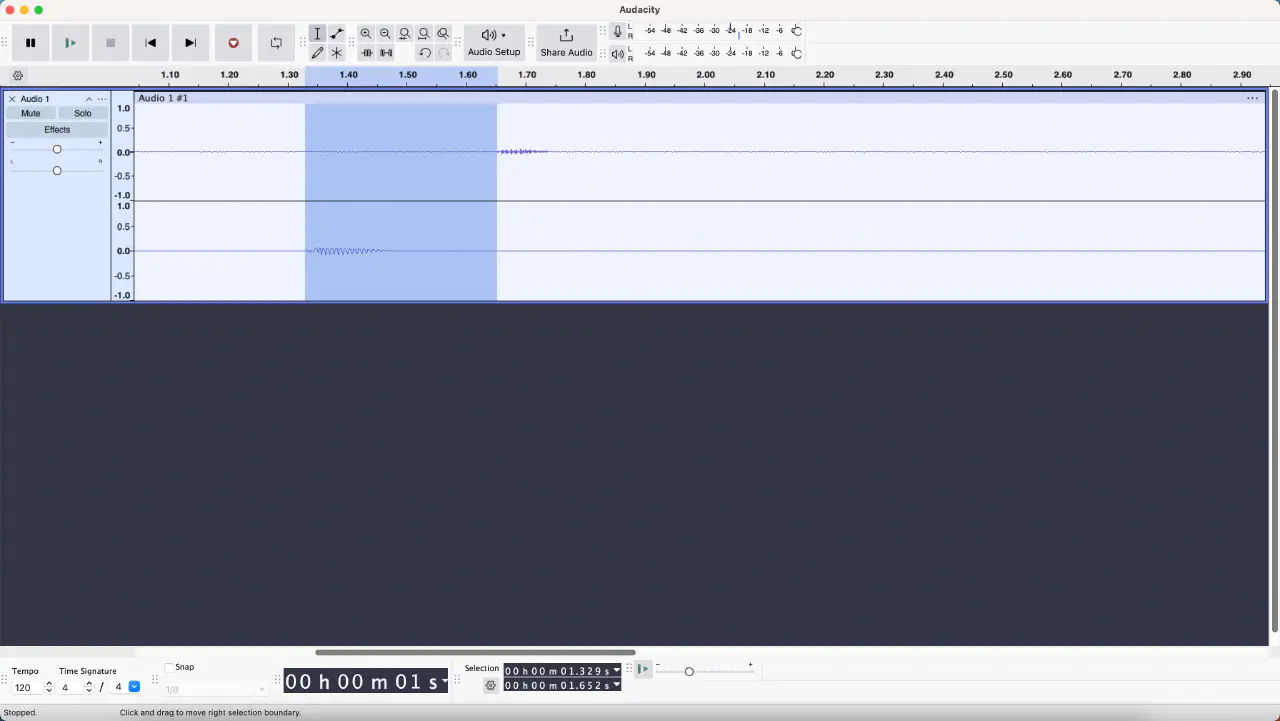 Audacity
Audio Setup
Share Audio
L
R
-54 -48 -42 -36 -30 -24 -18 -12 -6
L
R
-54 -48 -42 -36 -30 -24 -18 -12 -6
1.10 1.20 1.30 1.40 1.50 1.60 1.70 1.80 1.90 2.00 2.10 2.20 2.30 2.40 2.50 2.60 2.70 2.80 2.90
Audio 1
Audio 1 #1
Mute Solo
Effects
- +
L R
1.0
0.5
0.0
-0.5
-1.0
1.0
0.5
0.0
-0.5
-1.0
Tempo
120
Time Signature
4 / 4
Snap
1/8
00 h 00 m 01 s
Selection
00 h 00 m 01.329 s
00 h 00 m 01.652 s
- +
Stopped.
Click and drag to move right selection boundary.